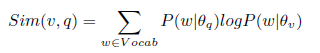 Sim(v, q) = ∑ P(w|θ_q)logP(w|θ_v)
w∈Vocab